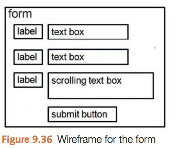 form
label text box
label text box
label scrolling text box
submit button
Figure 9.36 Wireframe for the form